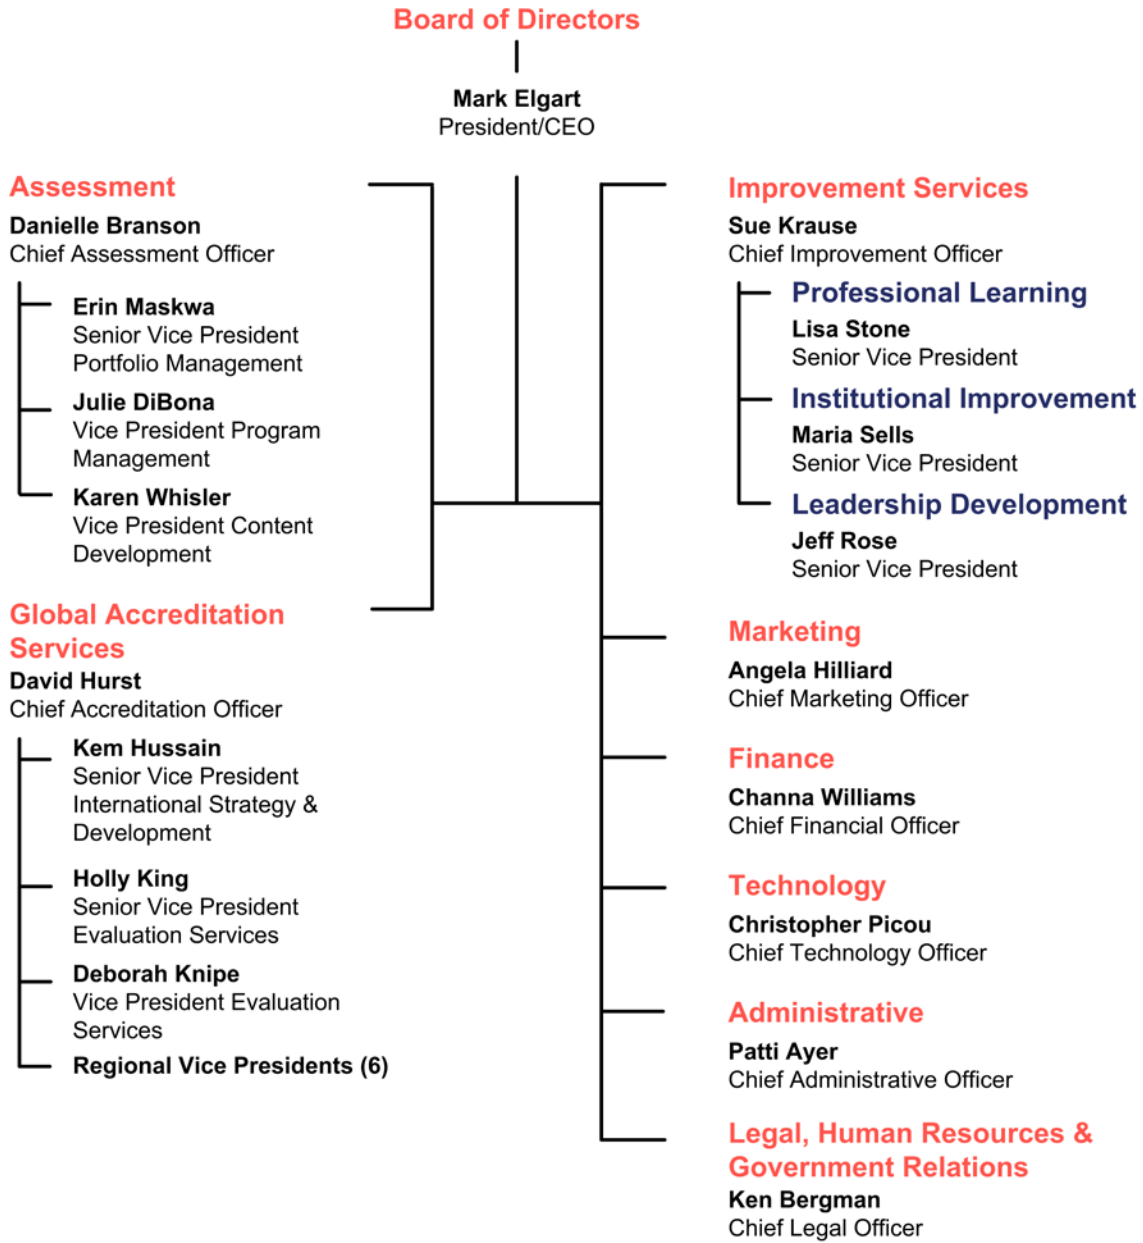 Board of Directors
Mark Elgart
President/CEO
Assessment
Danielle Branson
Chief Assessment Officer
Erin Maskwa
Senior Vice President
Portfolio Management
Julie DiBona
Vice President Program
Management
Karen Whisler
Vice President Content
Development
Global Accreditation
Services
David Hurst
Chief Accreditation Officer
Kem Hussain
Senior Vice President
International Strategy &
Development
Holly King
Senior Vice President
Evaluation Services
Deborah Knipe
Vice President Evaluation
Services
Regional Vice Presidents (6)
Improvement Services
Sue Krause
Chief Improvement Officer
Professional Learning
Lisa Stone
Senior Vice President
Institutional Improvement
Maria Sells
Senior Vice President
Leadership Development
Jeff Rose
Senior Vice President
Marketing
Angela Hilliard
Chief Marketing Officer
Finance
Channa Williams
Chief Financial Officer
Technology
Christopher Picou
Chief Technology Officer
Administrative
Patti Ayer
Chief Administrative Officer
Legal, Human Resources &
Government Relations
Ken Bergman
Chief Legal Officer